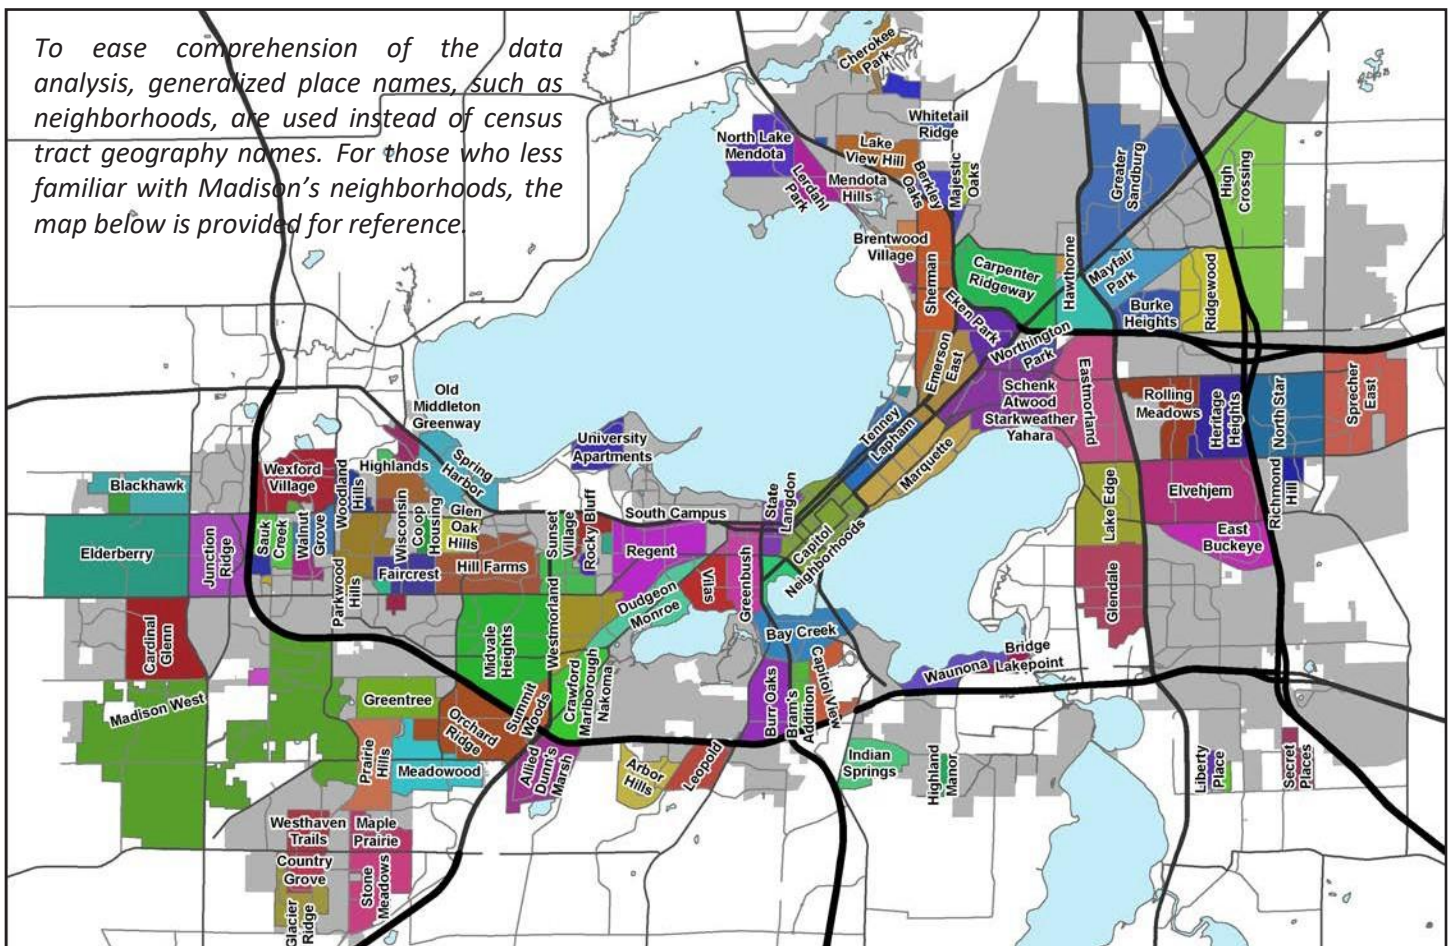 To ease comprehension of the data
analysis, generalized place names, such as
neighborhoods, are used instead of census
tract geography names. For those who less
familiar with Madison's neighborhoods, the
map below is provided for reference.
Cherokee
Park
Whitetail
Ridge
North Lake
Mendota
Lake
View Hill
Lerdahl
Park
Mendota
Hills
Berkley
Oaks
Majestic
Oaks
Greater
Sandburg
High
Crossing
Brentwood
Village
Sherman
Carpenter
Ridgeway
Hawthorne
Mayfair
Park
Ridgewood
Burke
Heights
Eken Park
Worthington
Park
Emerson
East
Schenk
Atwood
Starkweather
Yahara
Eastmorland
Rolling
Meadows
Heritage
Heights
North Star
Sprecher
East
Old
Middleton
Greenway
University
Apartments
Tenney
Lapham
Marquette
Spring
Harbor
Highlands
Wexford
Village
Woodland
Hills
Blackhawk
Elderberry
Junction
Ridge
Sauk
Creek
Walnut
Grove
Wisconsin
Co-op
Housing
Glen
Oak
Hills
Sunset
Village
Rocky Bluff
South Campus
State
Langdon
Capitol
Neighborhoods
Lake Edge
Elvehjem
Richmond
Hill
East
Buckeye
Regent
Hill Farms
Faircrest
Parkwood
Hills
Vilas
Greenbush
Dudgeon
Monroe
Glendale
Cardinal
Glenn
Midvale
Heights
Westmorland
Bay Creek
Bridge
Lakepoint
Waunona
Madison West
Greentree
Orchard
Ridge
Summit
Woods
Crawford
Marlborough
Nakoma
Burr Oaks
Bram's
Addition
Capitol View
Prairie
Hills
Meadowood
Allied
Dunn's
Marsh
Arbor
Hills
Leopold
Indian
Springs
Highland
Manor
Liberty
Place
Secret
Places
Westhaven
Trails
Maple
Prairie
Country
Grove
Stone
Meadows
Glacier
Ridge